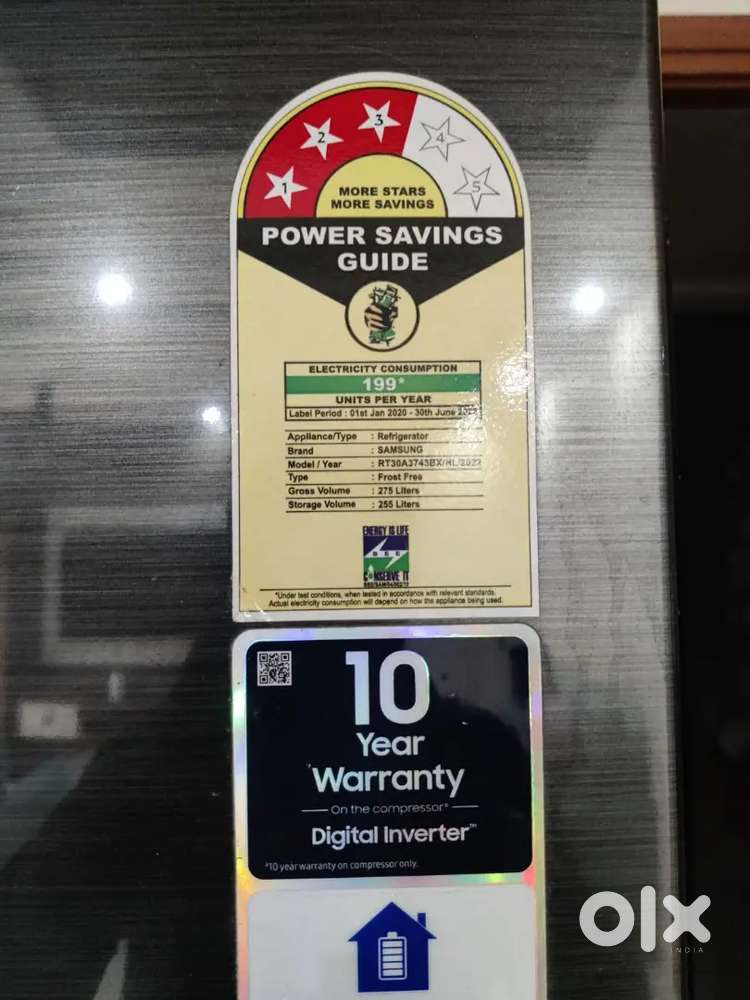 1 2 3 4 5
MORE STARS
MORE SAVINGS
POWER SAVINGS
GUIDE
ELECTRICITY CONSUMPTION
199*
UNITS PER YEAR
Label Period : 01st Jan 2020 - 30th June
Appliance/Type : Refrigerator
Brand : SAMSUNG
Model / Year : RT30A3743BX/HL/2022
Type : Frost Free
Gross Volume : 275 Liters
Storage Volume : 255 Liters
ENERGY IS LIFE
BEE
CONSERVE IT
*Under test conditions, when tested in accordance with relevant standards.
Actual electricity consumption will depend on how the appliance being used.
10
Year
Warranty
On the compressor*
Digital Inverter™
*10 year warranty on compressor only.
olx
INDIA